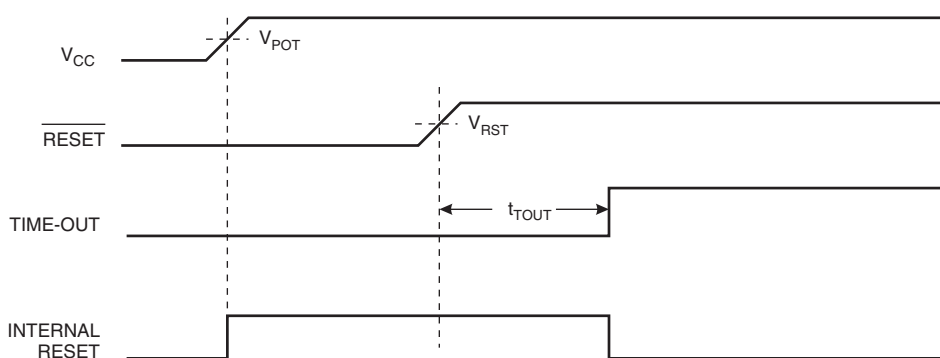 VPOT
VCC
VRST
RESET
tTOUT
TIME-OUT
INTERNAL
RESET